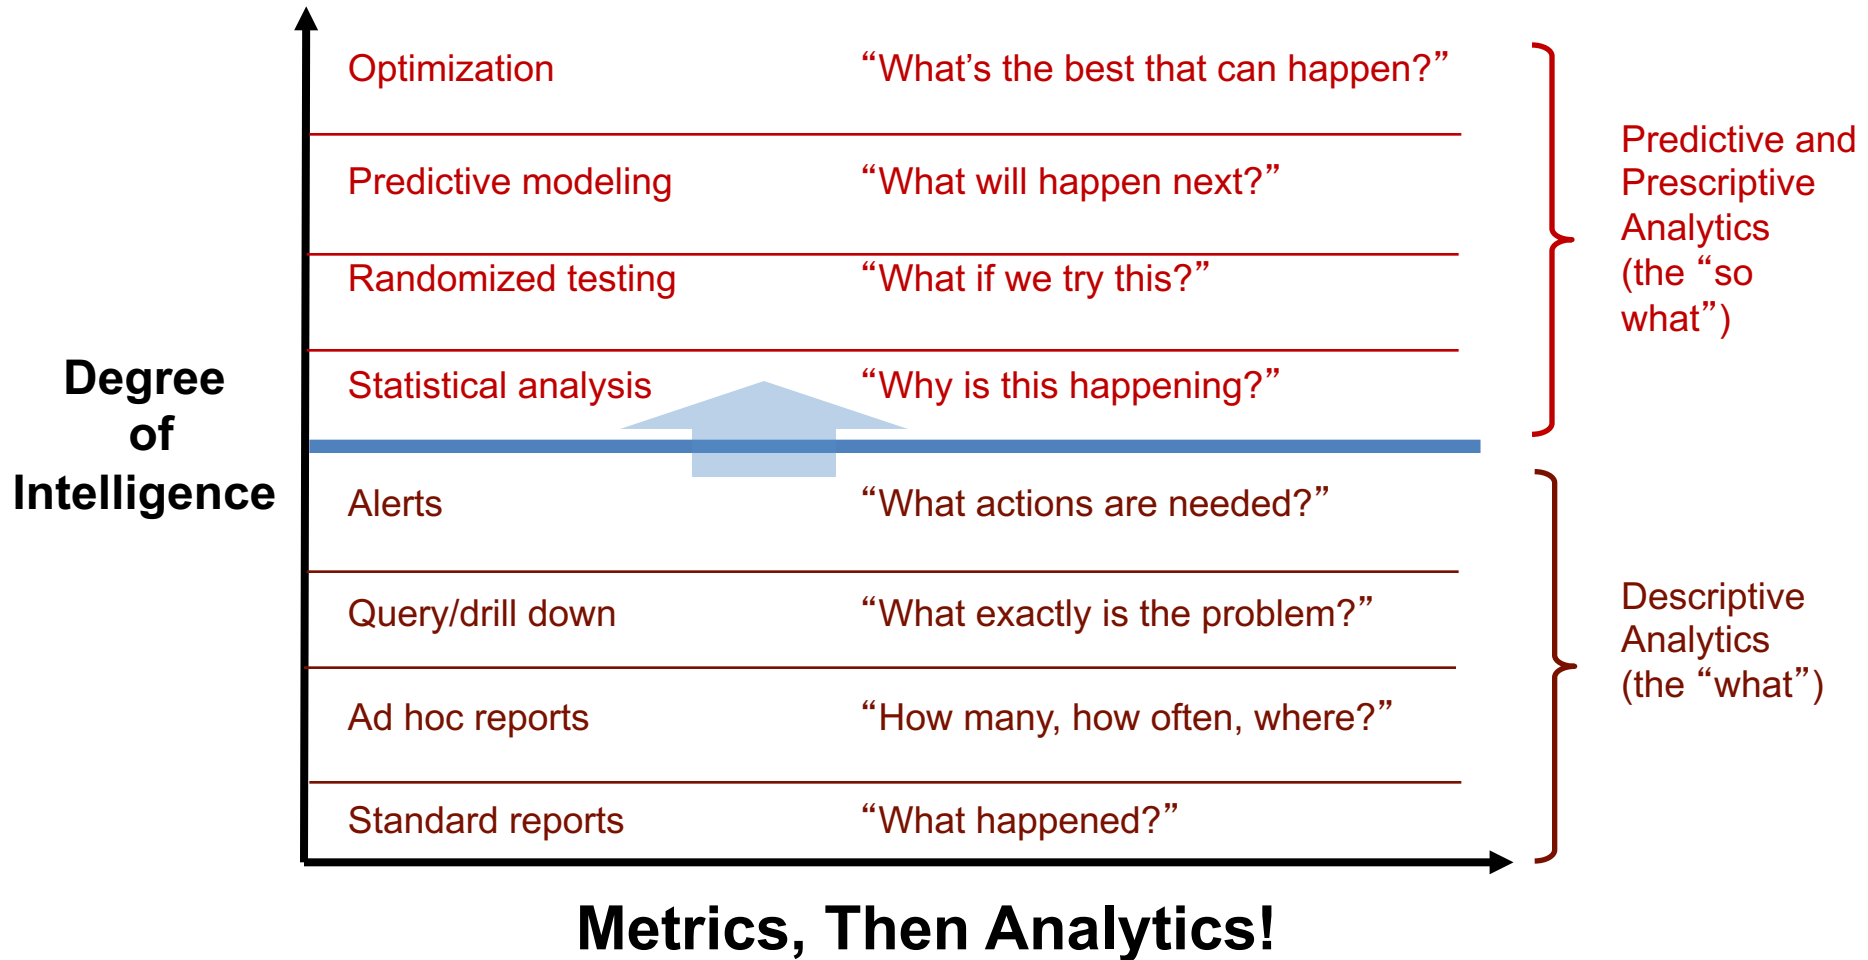 Optimization “What’s the best that can happen?”
Predictive modeling “What will happen next?”
Randomized testing “What if we try this?”
Statistical analysis “Why is this happening?”
Predictive and
Prescriptive
Analytics
(the “so
what”)
Degree
of
Intelligence
Alerts “What actions are needed?”
Query/drill down “What exactly is the problem?”
Ad hoc reports “How many, how often, where?”
Standard reports “What happened?”
Descriptive
Analytics
(the “what”)
Metrics, Then Analytics!